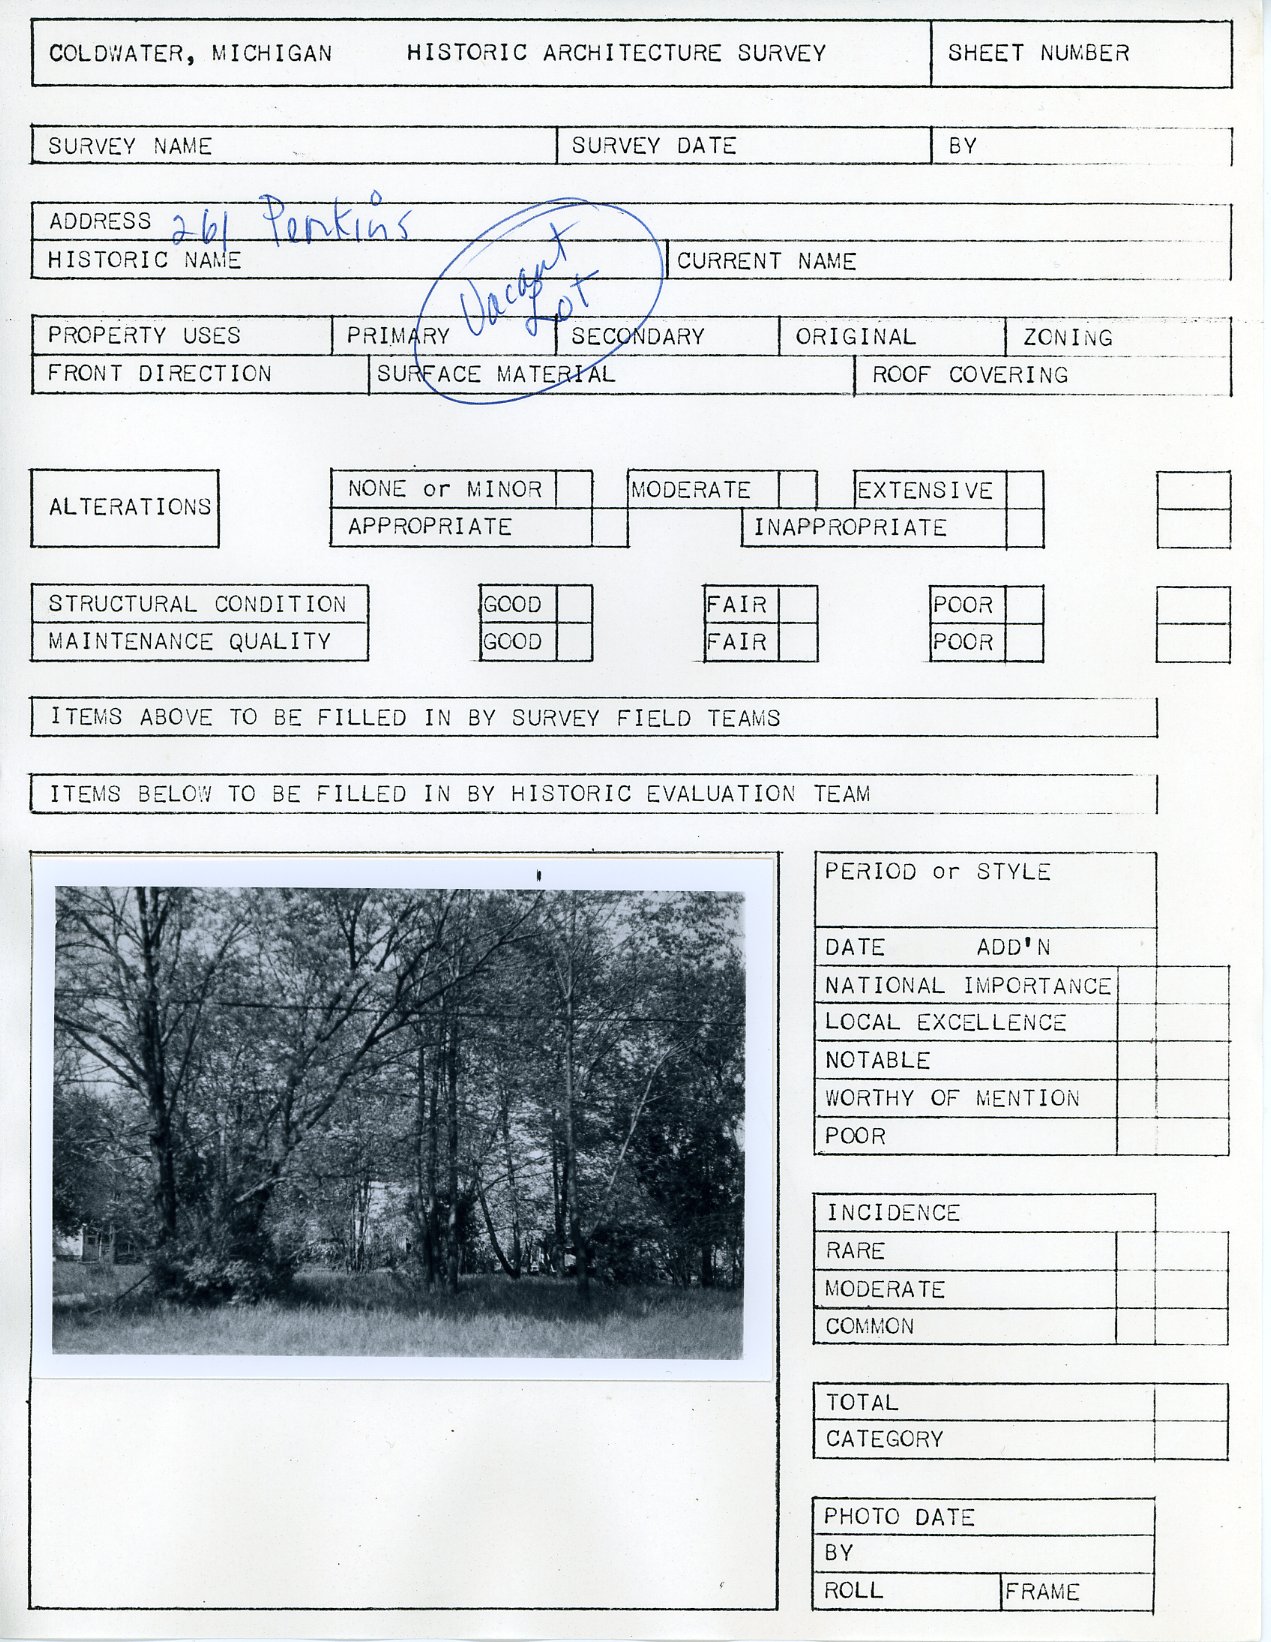 COLDWATER, MICHIGAN HISTORIC ARCHITECTURE SURVEY SHEET NUMBER
SURVEY NAME SURVEY DATE BY
ADDRESS 261 Perkins
HISTORIC NAME CURRENT NAME
Vacant
Lot
PROPERTY USES PRIMARY SECONDARY ORIGINAL ZONING
FRONT DIRECTION SURFACE MATERIAL ROOF COVERING
ALTERATIONS
NONE or MINOR MODERATE EXTENSIVE
APPROPRIATE INAPPROPRIATE
STRUCTURAL CONDITION GOOD FAIR POOR
MAINTENANCE QUALITY GOOD FAIR POOR
ITEMS ABOVE TO BE FILLED IN BY SURVEY FIELD TEAMS
ITEMS BELOW TO BE FILLED IN BY HISTORIC EVALUATION TEAM
PERIOD or STYLE
DATE ADD'N
NATIONAL IMPORTANCE
LOCAL EXCELLENCE
NOTABLE
WORTHY OF MENTION
POOR
INCIDENCE
RARE
MODERATE
COMMON
TOTAL
CATEGORY
PHOTO DATE
BY
ROLL FRAME